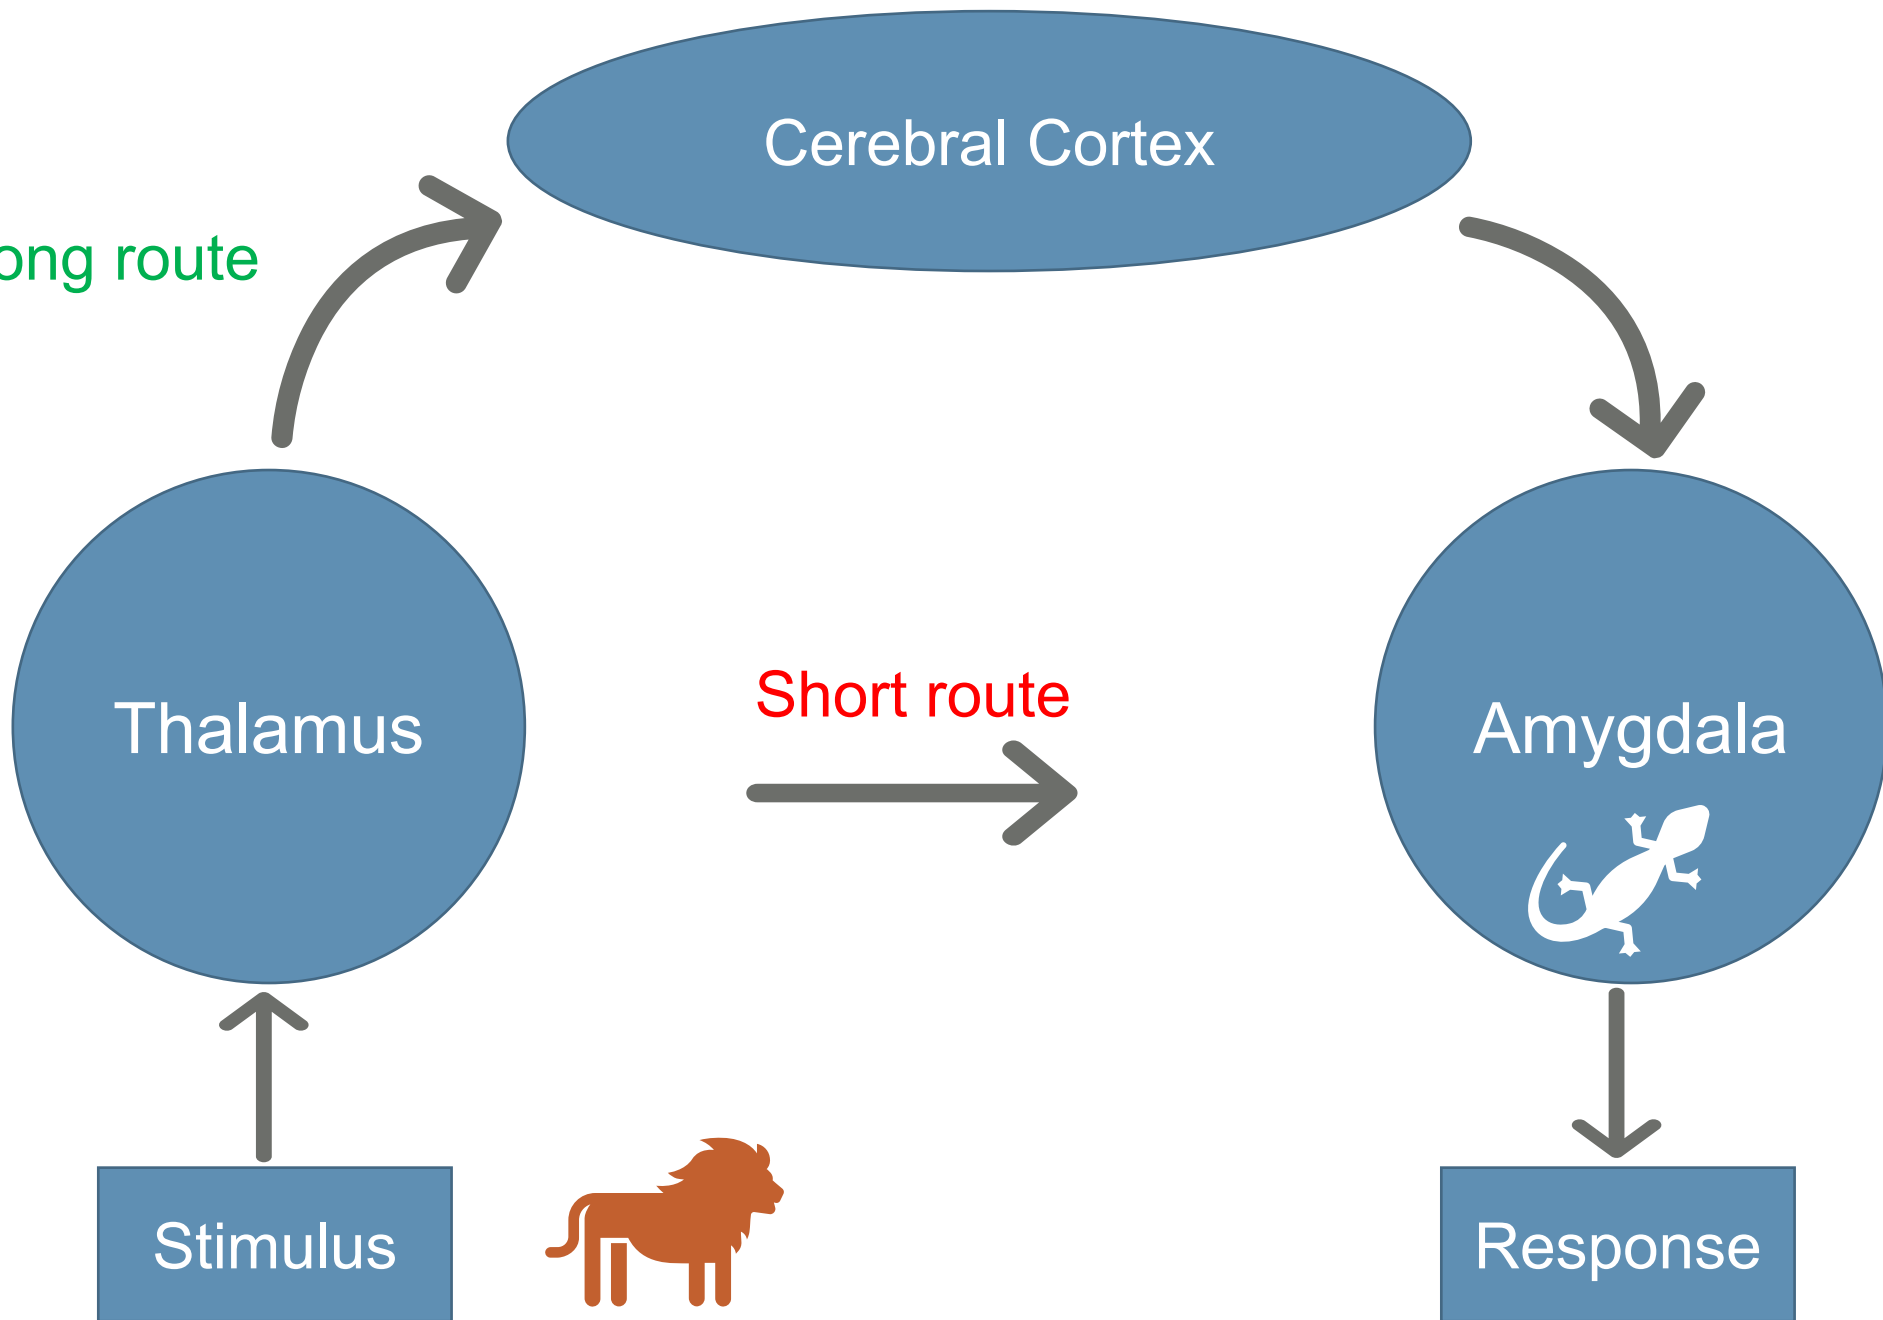 Cerebral Cortex
ong route
Short route
Thalamus
Amygdala
Stimulus
Response